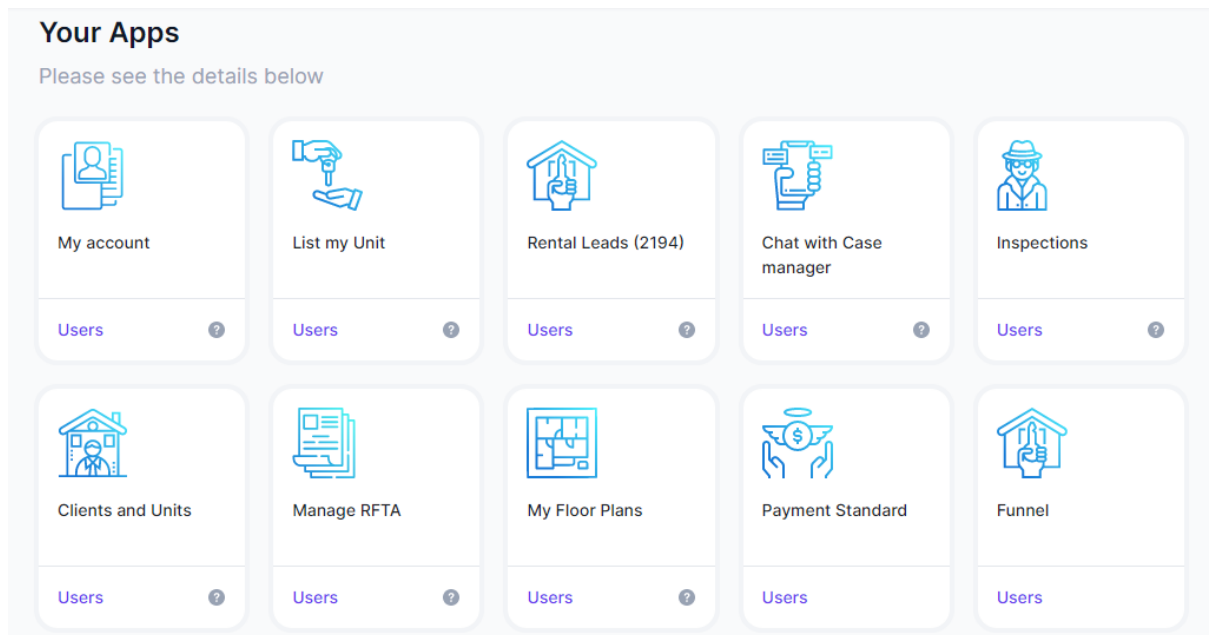 Your Apps
Please see the details below
My account
List my Unit
Rental Leads (2194)
Chat with Case
manager
Inspections
Users ?
Users ?
Users ?
Users ?
Users ?
Clients and Units
Manage RFTA
My Floor Plans
Payment Standard
Funnel
Users ?
Users ?
Users ?
Users
Users